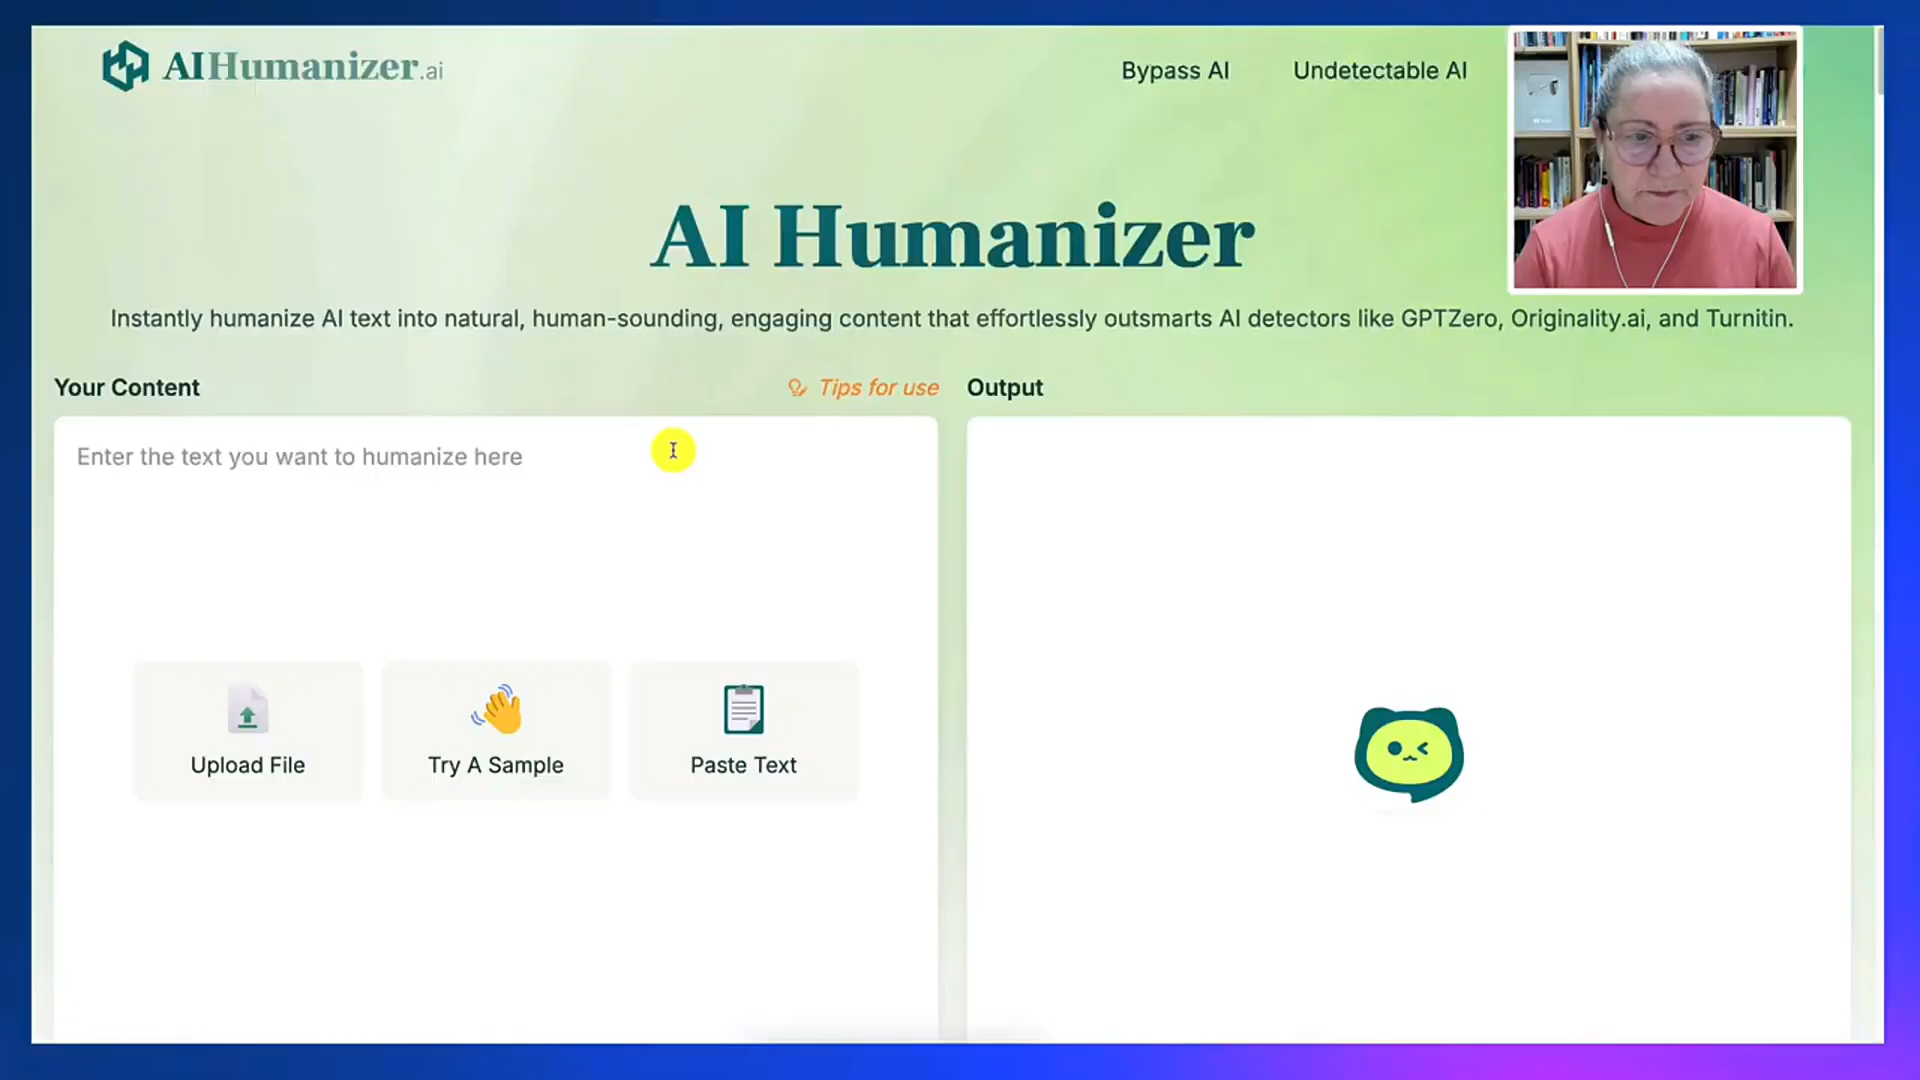 AIHumanizer.ai
Bypass AI
Undetectable AI
AI Humanizer
Instantly humanize AI text into natural, human-sounding, engaging content that effortlessly outsmarts AI detectors like GPTZero, Originality.ai, and Turnitin.
Your Content
Tips for use
Output
Enter the text you want to humanize here
Upload File
Try A Sample
Paste Text